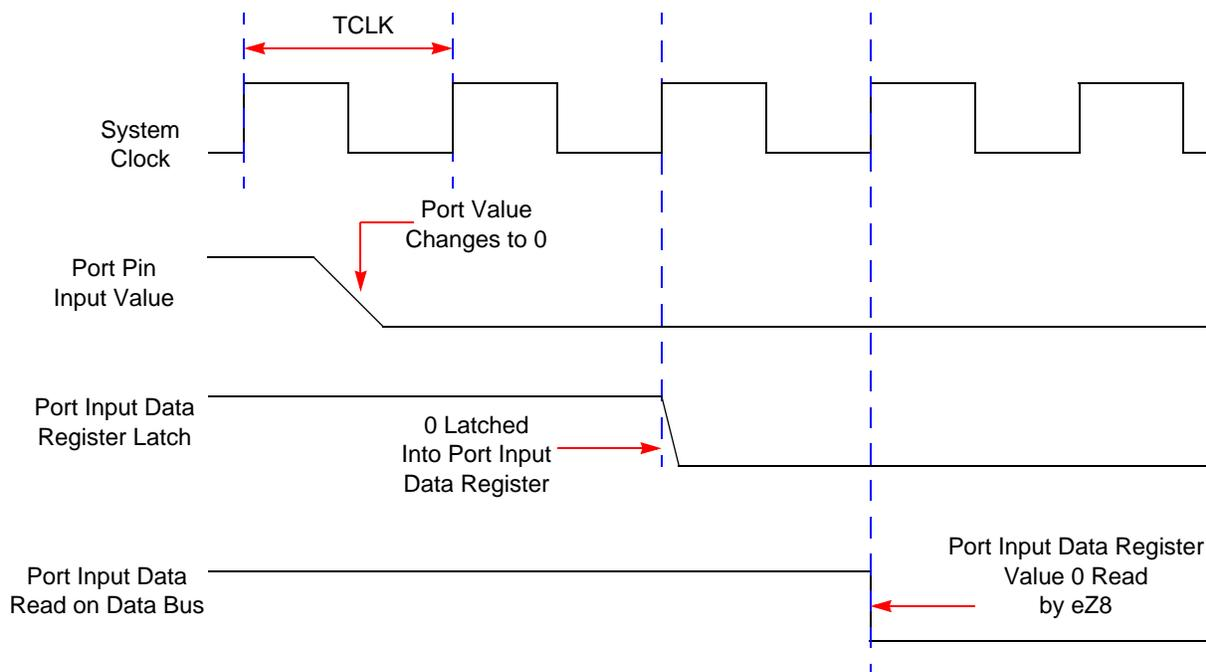 TCLK
System
Clock
Port Value
Changes to 0
Port Pin
Input Value
Port Input Data
Register Latch
0 Latched
Into Port Input
Data Register
Port Input Data Register
Value 0 Read
by eZ8
Port Input Data
Read on Data Bus